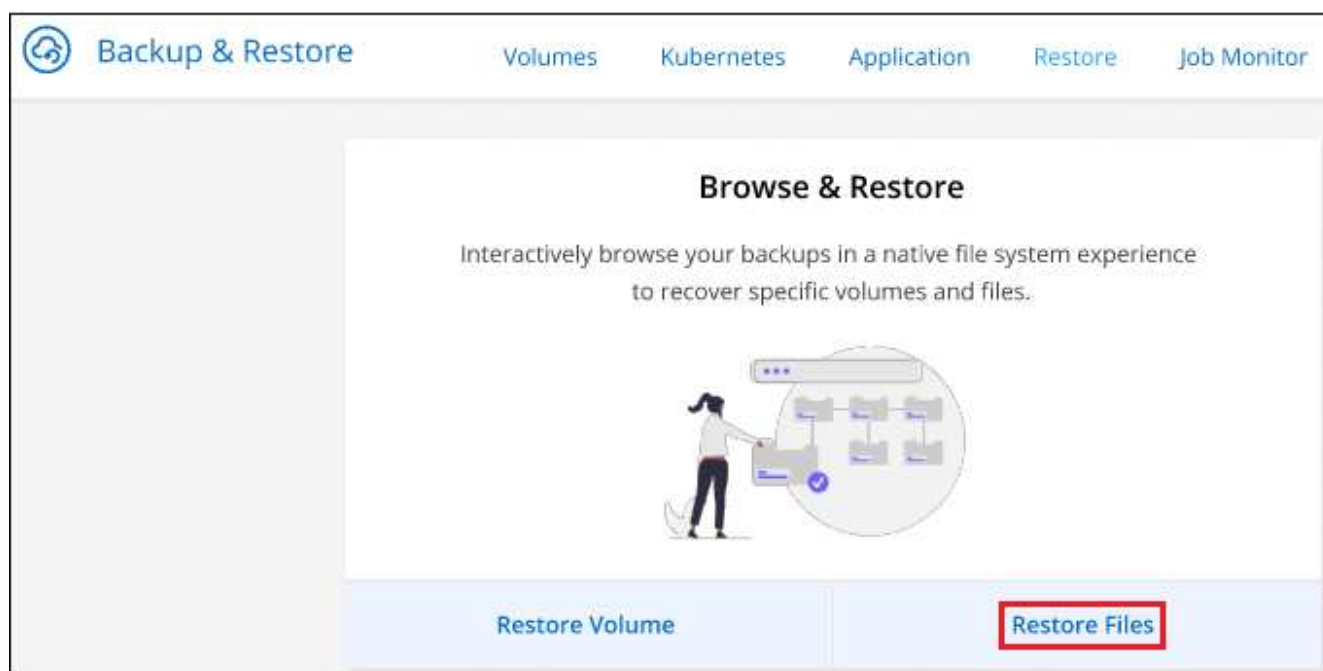 Backup & Restore Volumes Kubernetes Application Restore Job Monitor
Browse & Restore
Interactively browse your backups in a native file system experience
to recover specific volumes and files.
Restore Volume Restore Files